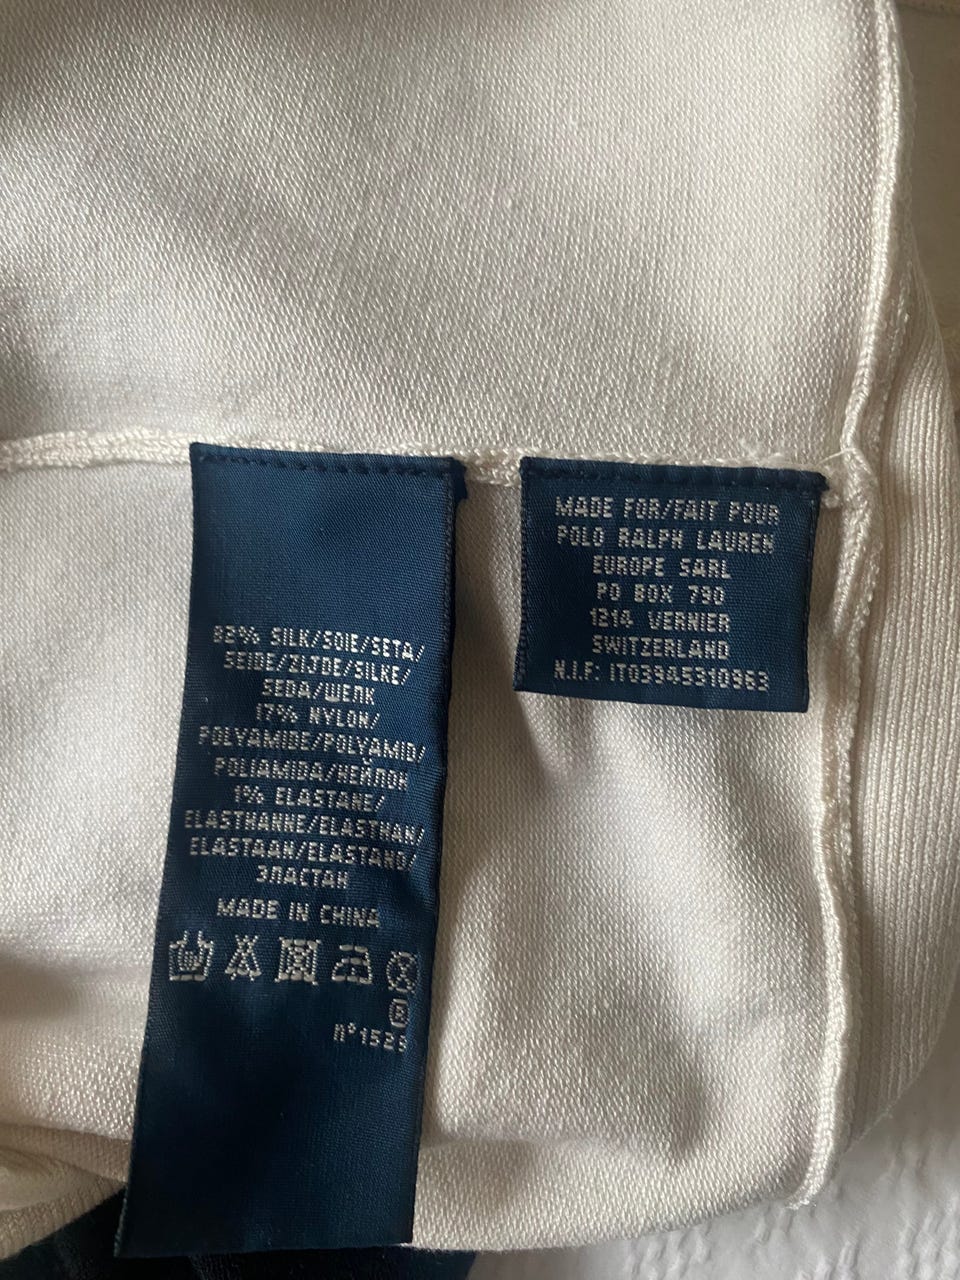 82% SILK/SOIE/SETA/
SEIDE/ZIJDE/SILKE/
SEDA/ШЕЛК
17% NYLON/
POLYAMIDE/POLYAMID/
POLIAMIDA/НЕЙЛОН
1% ELASTANE/
ELASTHANNE/ELASTHAN/
ELASTAAN/ELASTANO/
ЭЛАСТАН
MADE IN CHINA
R
n°1523
MADE FOR/FAIT POUR
POLO RALPH LAUREN
EUROPE SARL
PO BOX 790
1214 VERNIER
SWITZERLAND
N.I.F: IT03945310963